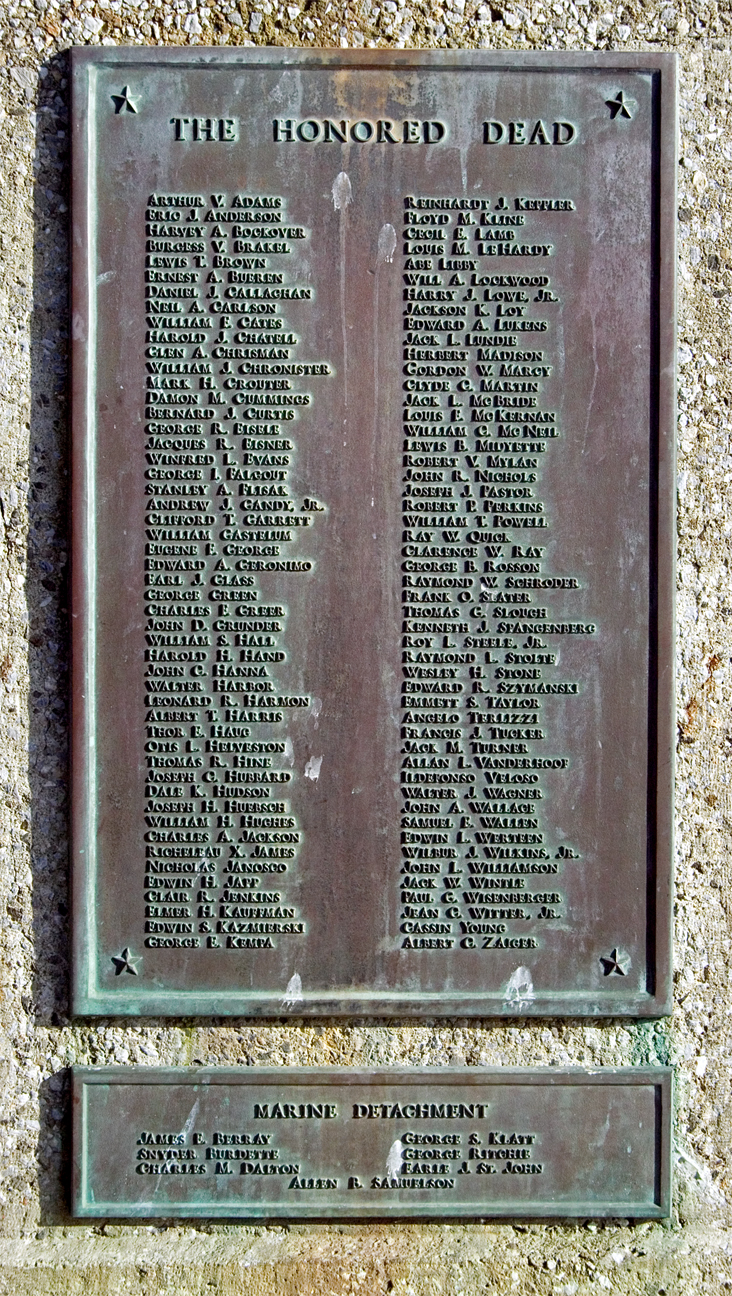 THE HONORED DEAD
ARTHUR V. ADAMS
ERIC J. ANDERSON
HARVEY A. BOCKOVER
BURGESS V. BRAKEL
LEWIS T. BROWN
ERNEST A. BUEREN
DANIEL J. CALLAGHAN
NEIL A. CARLSON
WILLIAM F. CATES
HAROLD J. CHATELL
GLEN A. CHRISMAN
WILLIAM J. CHRONISTER
MARK H. CROUTER
DAMON M. CUMMINGS
BERNARD J. CURTIS
GEORGE R. EISELE
JACQUES R. EISNER
WINFRED L. EVANS
GEORGE I. FALGOUT
STANLEY A. FLISAK
ANDREW J. GANDY, JR.
CLIFFORD T. GARRETT
WILLIAM GASTELUM
EUGENE F. GEORGE
EDWARD A. GERONIMO
EARL J. GLASS
GEORGE GREEN
CHARLES F. GREER
JOHN D. GRUNDER
WILLIAM S. HALL
HAROLD H. HAND
JOHN C. HANNA
WALTER HARBOR
LEONARD R. HARMON
ALBERT T. HARRIS
THOR E. HAUG
OTIS L. HELVESTON
THOMAS R. HINE
JOSEPH C. HUBBARD
DALE K. HUDSON
JOSEPH H. HUEBSCH
WILLIAM H. HUGHES
CHARLES A. JACKSON
RICHELEAU X. JAMES
NICHOLAS JANOSCO
EDWIN H. JAPP
CLAIR R. JENKINS
ELMER H. KAUFFMAN
EDWIN S. KAZMIERSKI
GEORGE E. KEMPA
REINHARDT J. KEPPLER
FLOYD M. KLINE
CECIL E. LAMB
LOUIS M. LEHARDY
ABE LIBBY
WILL A. LOCKWOOD
HARRY J. LOWE, JR.
JACKSON K. LOY
EDWARD A. LUKENS
JACK L. LUNDIE
HERBERT MADISON
GORDON W. MARCY
CLYDE C. MARTIN
JACK L. MCBRIDE
LOUIS F. MCKERNAN
WILLIAM C. MCNEIL
LEWIS B. MIDYETTE
ROBERT V. MYLAN
JOHN R. NICHOLS
JOSEPH J. PASTOR
ROBERT P. PERKINS
WILLIAM T. POWELL
RAY W. QUICK
CLARENCE W. RAY
GEORGE B. ROSSON
RAYMOND W. SCHRODER
FRANK O. SLATER
THOMAS G. SLOUGH
KENNETH J. SPANGENBERG
ROY L. STEELE, JR.
RAYMOND L. STOLTE
WESLEY H. STONE
EDWARD R. SZYMANSKI
EMMETT S. TAYLOR
ANGELO TERLIZZI
FRANCIS J. TUCKER
JACK M. TURNER
ALLAN L. VANDERHOOF
ILDEFONSO VELOSO
WALTER J. WAGNER
JOHN A. WALLACE
SAMUEL E. WALLEN
EDWIN L. WERTEEN
WILBUR J. WILKINS, JR.
JOHN L. WILLIAMSON
JACK W. WINTLE
PAUL G. WISENBERGER
JEAN C. WITTER, JR.
CASSIN YOUNG
ALBERT C. ZAIGER
MARINE DETACHMENT
JAMES E. BERRAY
SNYDER BURDETTE
CHARLES M. DALTON
GEORGE S. KLATT
GEORGE RITCHIE
EARLE J. ST. JOHN
ALLEN B. SAMUELSON